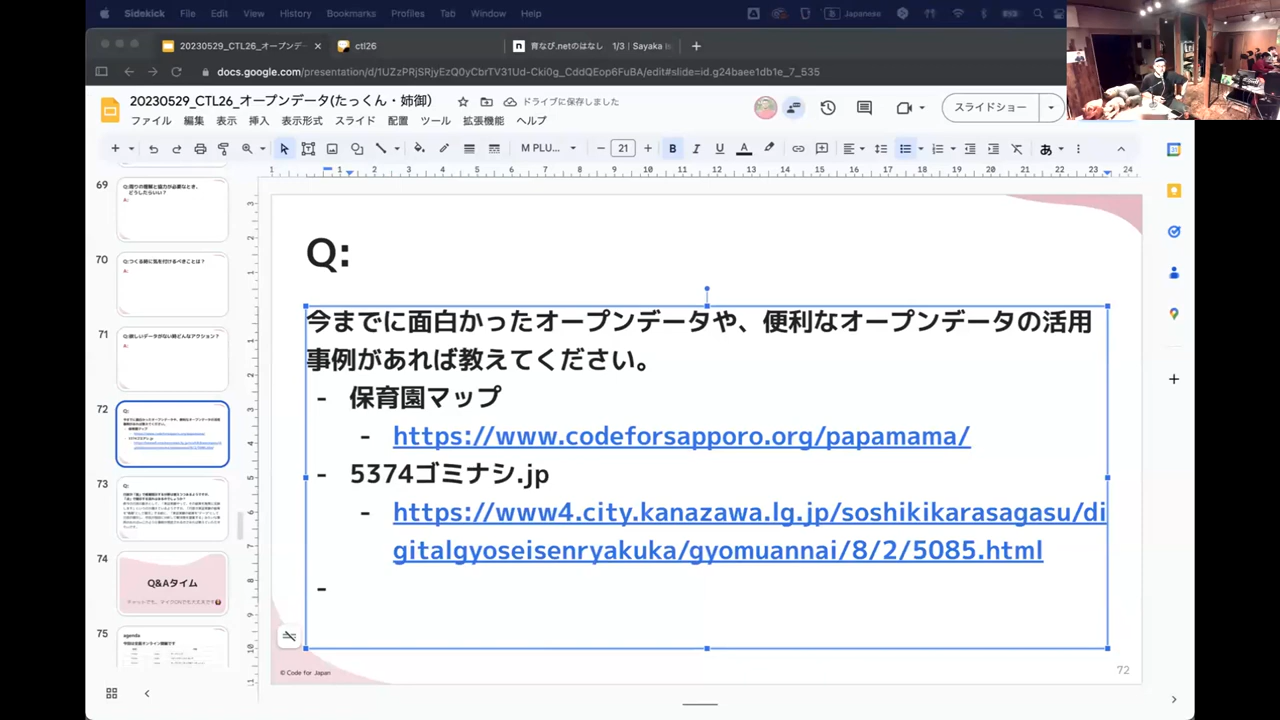 Sidekick File Edit View History Bookmarks Profiles Tab Window Help
Japanese
20230529_CTL26_オープンデー
ctl26
育なび.netのはなし 1/3 | Sayaka
docs.google.com/presentation/d/1UZzPRjSRjyEzQ0yCbrTV31Ud-Cki0g_CddQEop6FuBA/edit#slide=id.g24baee1db1e_7_535
20230529_CTL26_オープンデータ(たっくん・姉御)
ドライブに保存しました
ファイル 編集 表示 挿入 表示形式 スライド 配置 ツール 拡張機能 ヘルプ
スライドショー
M PLU... 21
69
Q:周りの理解と協力が必要なとき、
どうしたらいい?
A:
70
Q:つくる時に気を付けるべきことは?
A:
71
Q:欲しいデータがない時どんなアクション?
A:
72
73
74
Q&Aタイム
75
agenda
Q:
今までに面白かったオープンデータや、便利なオープンデータの活用
事例があれば教えてください。
- 保育園マップ
- https://www.codeforsapporo.org/papamama/
- 5374ゴミナシ.jp
- https://www4.city.kanazawa.lg.jp/soshikikarasagasu/di
gitalgyoseisenryakuka/gyomuannai/8/2/5085.html
-
© Code for Japan
72